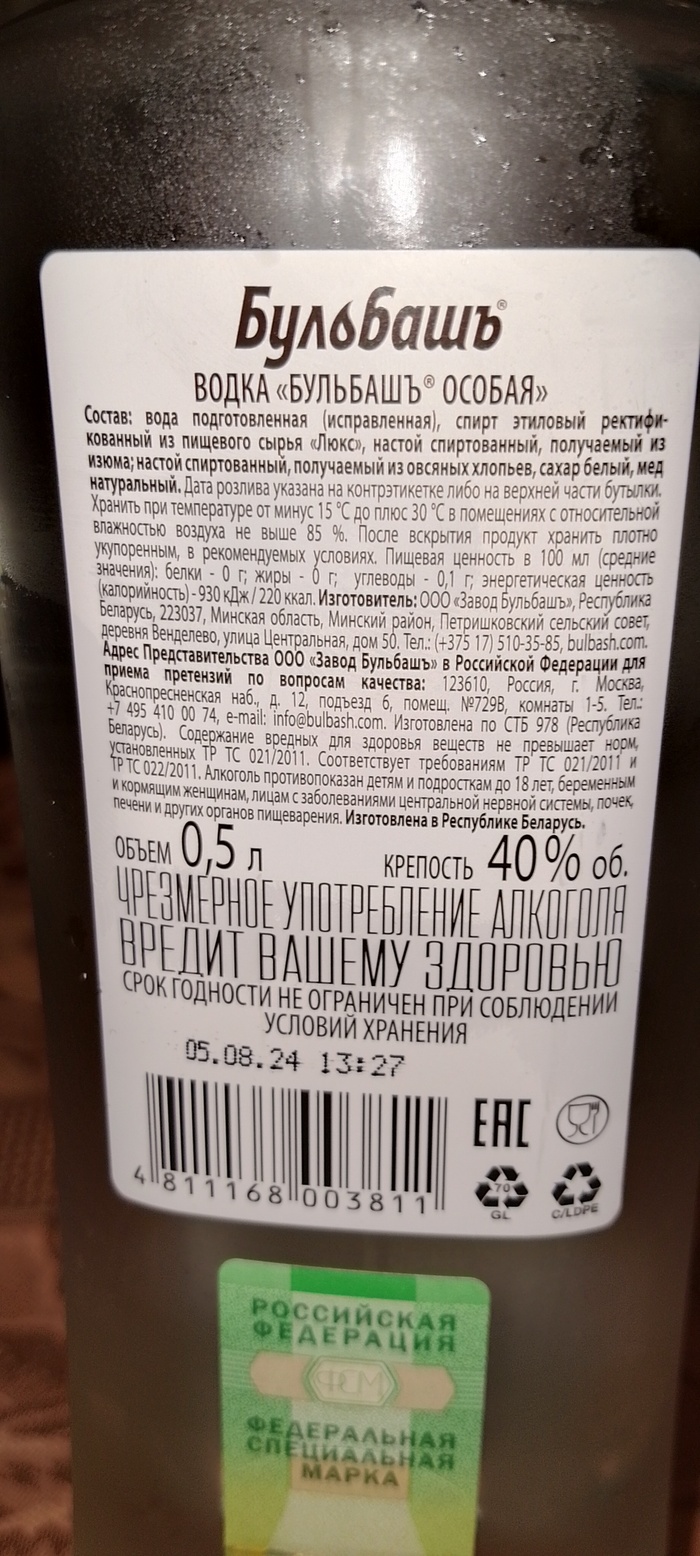 Бульбашъ®
ВОДКА «БУЛЬБАШЪ® ОСОБАЯ»
Состав: вода подготовленная (исправленная), спирт этиловый ректифи-
кованный из пищевого сырья «Люкс», настой спиртованный, получаемый из
изюма; настой спиртованный, получаемый из овсяных хлопьев, сахар белый, мед
натуральный. Дата розлива указана на контрэтикетке либо на верхней части бутылки.
Хранить при температуре от минус 15 °С до плюс 30 °С в помещениях с относительной
влажностью воздуха не выше 85 %. После вскрытия продукт хранить плотно
укупоренным, в рекомендуемых условиях. Пищевая ценность в 100 мл (средние
значения): белки - 0 г; жиры - 0 г; углеводы - 0,1 г; энергетическая ценность
(калорийность) - 930 кДж / 220 ккал. Изготовитель: ООО «Завод Бульбашъ», Республика
Беларусь, 223037, Минская область, Минский район, Петришковский сельский совет,
деревня Венделево, улица Центральная, дом 50. Тел.: (+375 17) 510-35-85, bulbash.com.
Адрес Представительства ООО «Завод Бульбашъ» в Российской Федерации для
приема претензий по вопросам качества: 123610, Россия, г. Москва,
Краснопресненская наб., д. 12, подъезд 6, помещ. №729В, комнаты 1-5. Тел.:
+7 495 410 00 74, e-mail: info@bulbash.com. Изготовлена по СТБ 978 (Республика
Беларусь). Содержание вредных для здоровья веществ не превышает норм,
установленных ТР ТС 021/2011. Соответствует требованиям ТР ТС 021/2011 и
ТР ТС 022/2011. Алкоголь противопоказан детям и подросткам до 18 лет, беременным
и кормящим женщинам, лицам с заболеваниями центральной нервной системы, почек,
печени и других органов пищеварения. Изготовлена в Республике Беларусь.
ОБЪЕМ 0,5 л КРЕПОСТЬ 40% об.
ЧРЕЗМЕРНОЕ УПОТРЕБЛЕНИЕ АЛКОГОЛЯ
ВРЕДИТ ВАШЕМУ ЗДОРОВЬЮ
СРОК ГОДНОСТИ НЕ ОГРАНИЧЕН ПРИ СОБЛЮДЕНИИ
УСЛОВИЙ ХРАНЕНИЯ
05.08.24 13:27
EAC
4 811168 003811
70
GL
C/LDPE
РОССИЙСКАЯ
ФЕДЕРАЦИЯ
ФСМ
ФЕДЕРАЛЬНАЯ
СПЕЦИАЛЬНАЯ
МАРКА